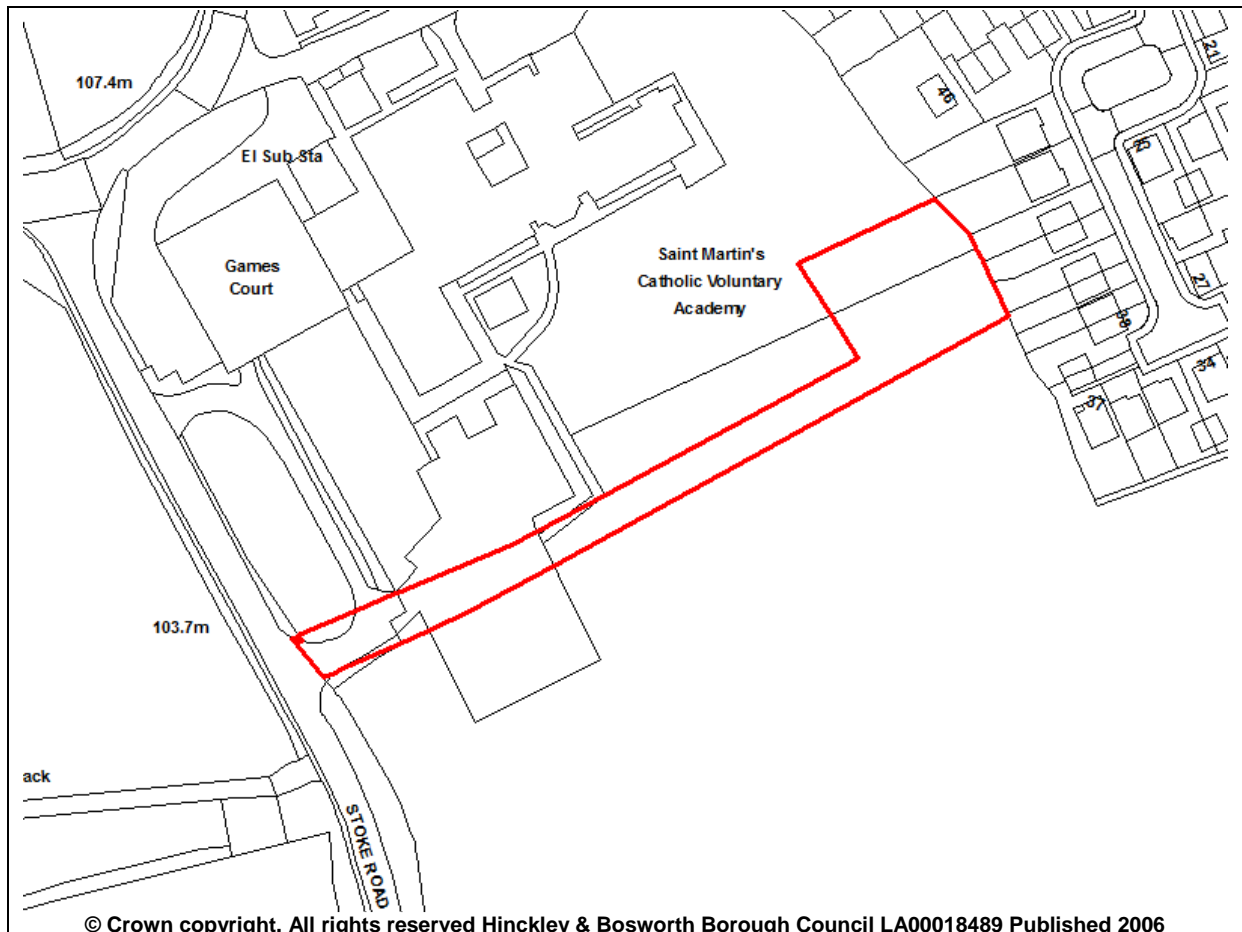 107.4m
El Sub Sta
46
21
25
Games
Court
Saint Martin's
Catholic Voluntary
Academy
27
38
34
37
103.7m
ack
STOKE ROAD
© Crown copyright. All rights reserved Hinckley & Bosworth Borough Council LA00018489 Published 2006